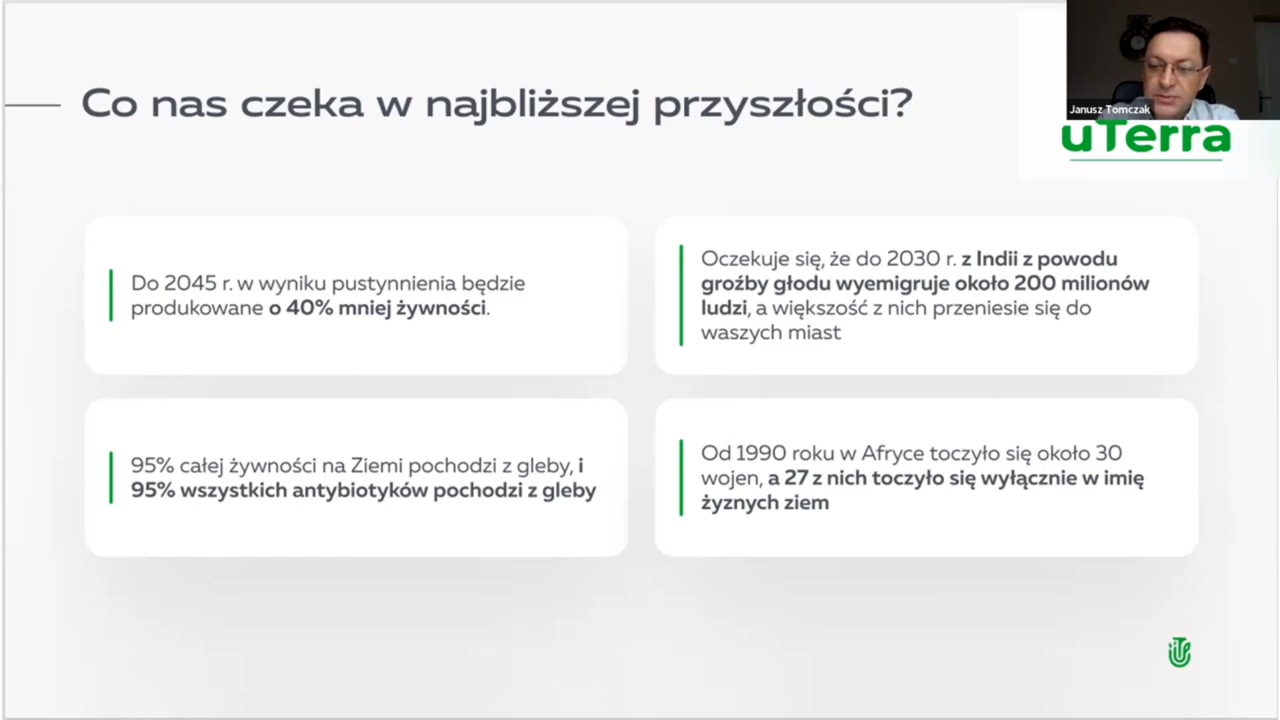 Co nas czeka w najbliższej przyszłości?
Janusz Tomczak
uTerra
Do 2045 r. w wyniku pustynnienia będzie
produkowane o 40% mniej żywności.
Oczekuje się, że do 2030 r. z Indii z powodu
groźby głodu wyemigruje około 200 milionów
ludzi, a większość z nich przeniesie się do
waszych miast
95% całej żywności na Ziemi pochodzi z gleby, i
95% wszystkich antybiotyków pochodzi z gleby
Od 1990 roku w Afryce toczyło się około 30
wojen, a 27 z nich toczyło się wyłącznie w imię
żyznych ziem